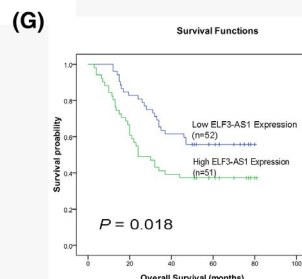 (G)
Survival Functions
1.0
0.8
0.6
0.4
0.2
0.0
Survival proability
Low ELF3-AS1 Expression
(n=52)
High ELF3-AS1 Expression
(n=51)
P = 0.018
0 20 40 60 80 100
Overall Survival (months)